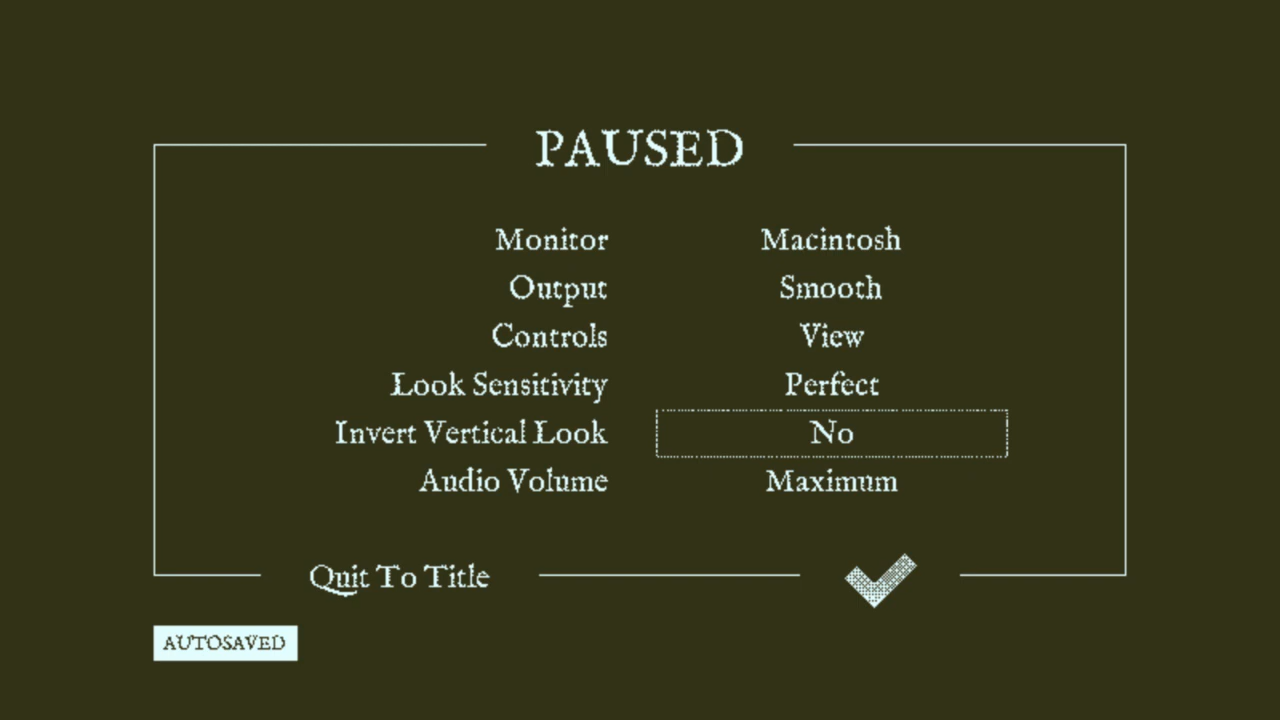 PAUSED
Monitor Macintosh
Output Smooth
Controls View
Look Sensitivity Perfect
Invert Vertical Look No
Audio Volume Maximum
Quit To Title
AUTOSAVED